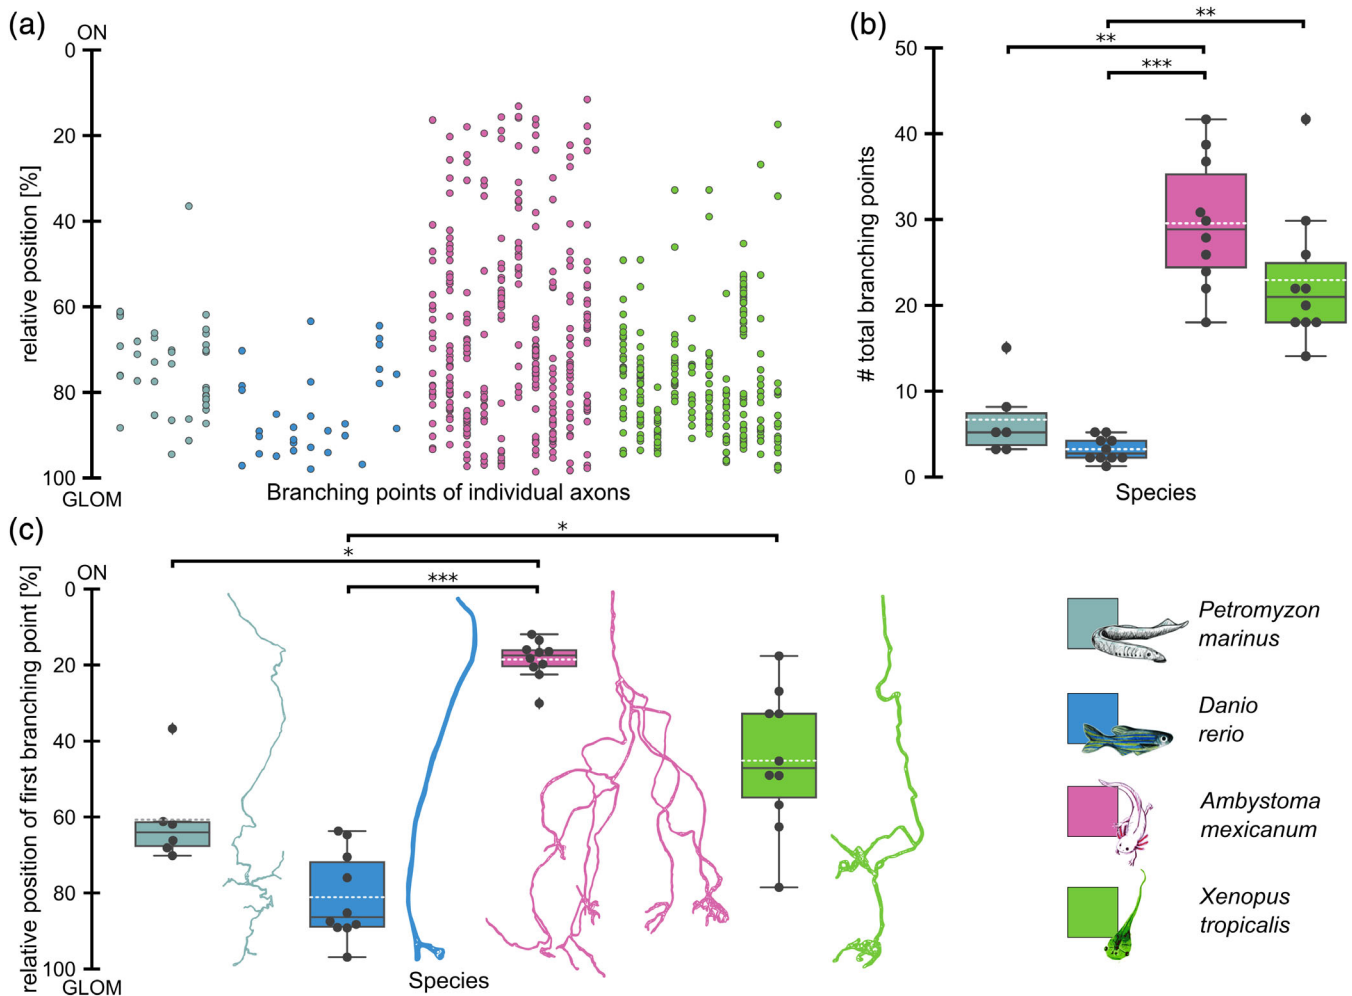 (a)
ON
0
20
40
60
80
100
GLOM
relative position [%]
Branching points of individual axons
(b)
50
40
30
20
10
0
# total branching points
Species
**
**
***
(c)
ON
0
20
40
60
80
100
GLOM
relative position of first branching point [%]
Species
*
*
***
Petromyzon
marinus
Danio
rerio
Ambystoma
mexicanum
Xenopus
tropicalis